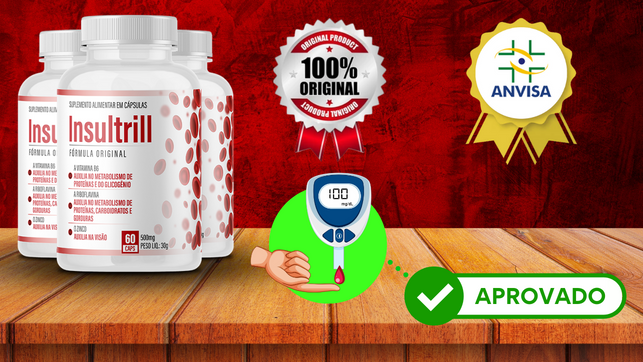 SUPLEMENTO ALIMENTAR EM CÁPSULAS
Insultrill
FÓRMULA ORIGINAL
A VITAMINA B6
AUXILIA NO METABOLISMO DE
PROTEÍNAS E DO GLICOGÊNIO
A RIBOFLAVINA
AUXILIA NO METABOLISMO DE
PROTEÍNAS, CARBOIDRATOS E
GORDURAS
O ZINCO
AUXILIA NA VISÃO
60
CAPS
500mg
PESO LIQ.: 30g
ORIGINAL PRODUCT
100%
ORIGINAL
ORIGINAL PRODUCT
ANVISA
100
mg/dL
APROVADO